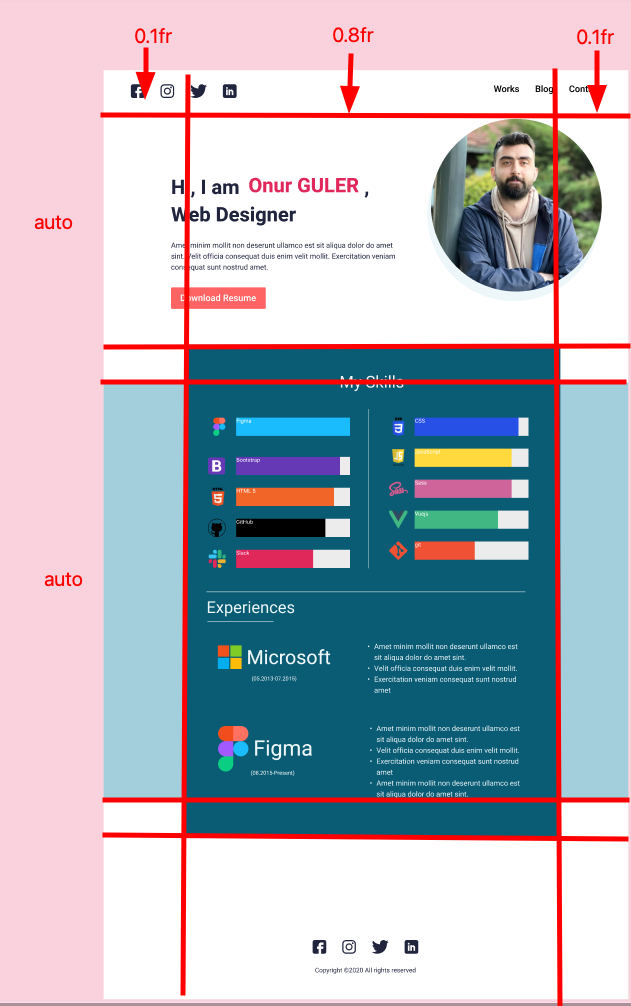 0.1fr
0.8fr
0.1fr
Works Blog
auto
Hi, I am Onur GULER ,
Web Designer
Amet minim mollit non deserunt ullamco est sit aliqua dolor do amet
sint. Velit officia consequat duis enim velit mollit. Exercitation veniam
consequat sunt nostrud amet.
Download Resume
My Skills
Figma
CSS
Bootstrap
JavaScript
HTML 5
Sass
GitHub
Vuejs
Slack
git
auto
Experiences
Microsoft
(05.2013-07.2015)
• Amet minim mollit non deserunt ullamco est
sit aliqua dolor do amet sint.
• Velit officia consequat duis enim velit mollit.
• Exercitation veniam consequat sunt nostrud
amet
Figma
(06.2015-Present)
• Amet minim mollit non deserunt ullamco est
sit aliqua dolor do amet sint.
• Velit officia consequat duis enim velit mollit.
• Exercitation veniam consequat sunt nostrud
amet
• Amet minim mollit non deserunt ullamco est
sit aliqua dolor do amet sint.
Copyright ©2020 All rights reserved